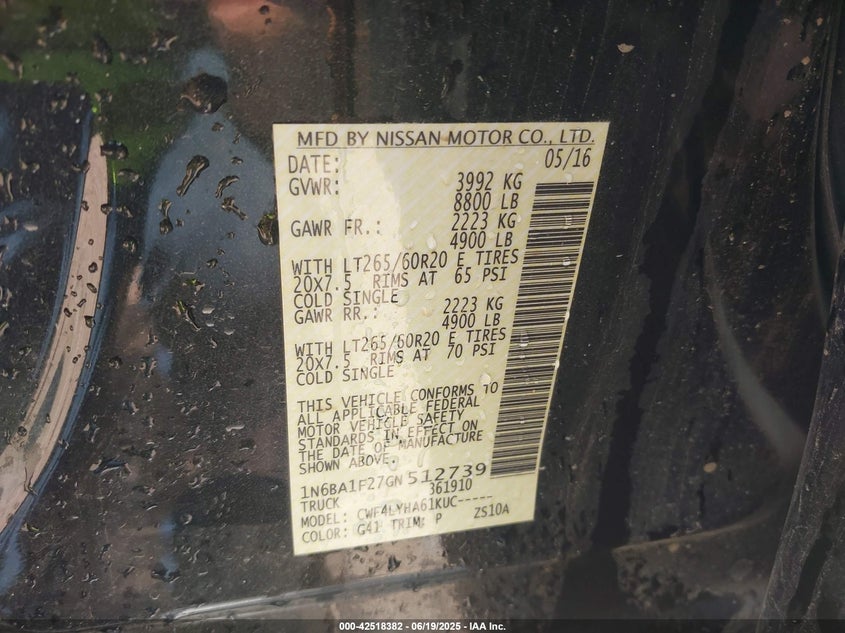 MFD BY NISSAN MOTOR CO., LTD.
DATE: 05/16
GVWR: 3992 KG
8800 LB
GAWR FR.: 2223 KG
4900 LB
WITH LT265/60R20 E TIRES
20X7.5 RIMS AT 65 PSI
COLD SINGLE
GAWR RR.: 2223 KG
4900 LB
WITH LT265/60R20 E TIRES
20X7.5 RIMS AT 70 PSI
COLD SINGLE
THIS VEHICLE CONFORMS TO
ALL APPLICABLE FEDERAL
MOTOR VEHICLE SAFETY
STANDARDS IN EFFECT ON
THE DATE OF MANUFACTURE
SHOWN ABOVE.
1N6BA1F27GN512739
TRUCK 361910
MODEL: CWF4LYHA61KUC-----
COLOR: G41 TRIM: P ZS10A
000-42518382 - 06/19/2025 - IAA Inc.